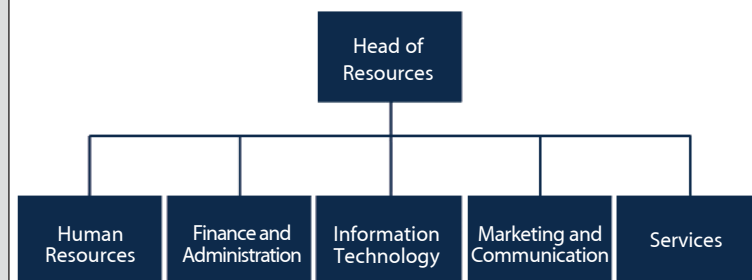 Head of
Resources
Human
Resources
Finance and
Administration
Information
Technology
Marketing and
Communication
Services